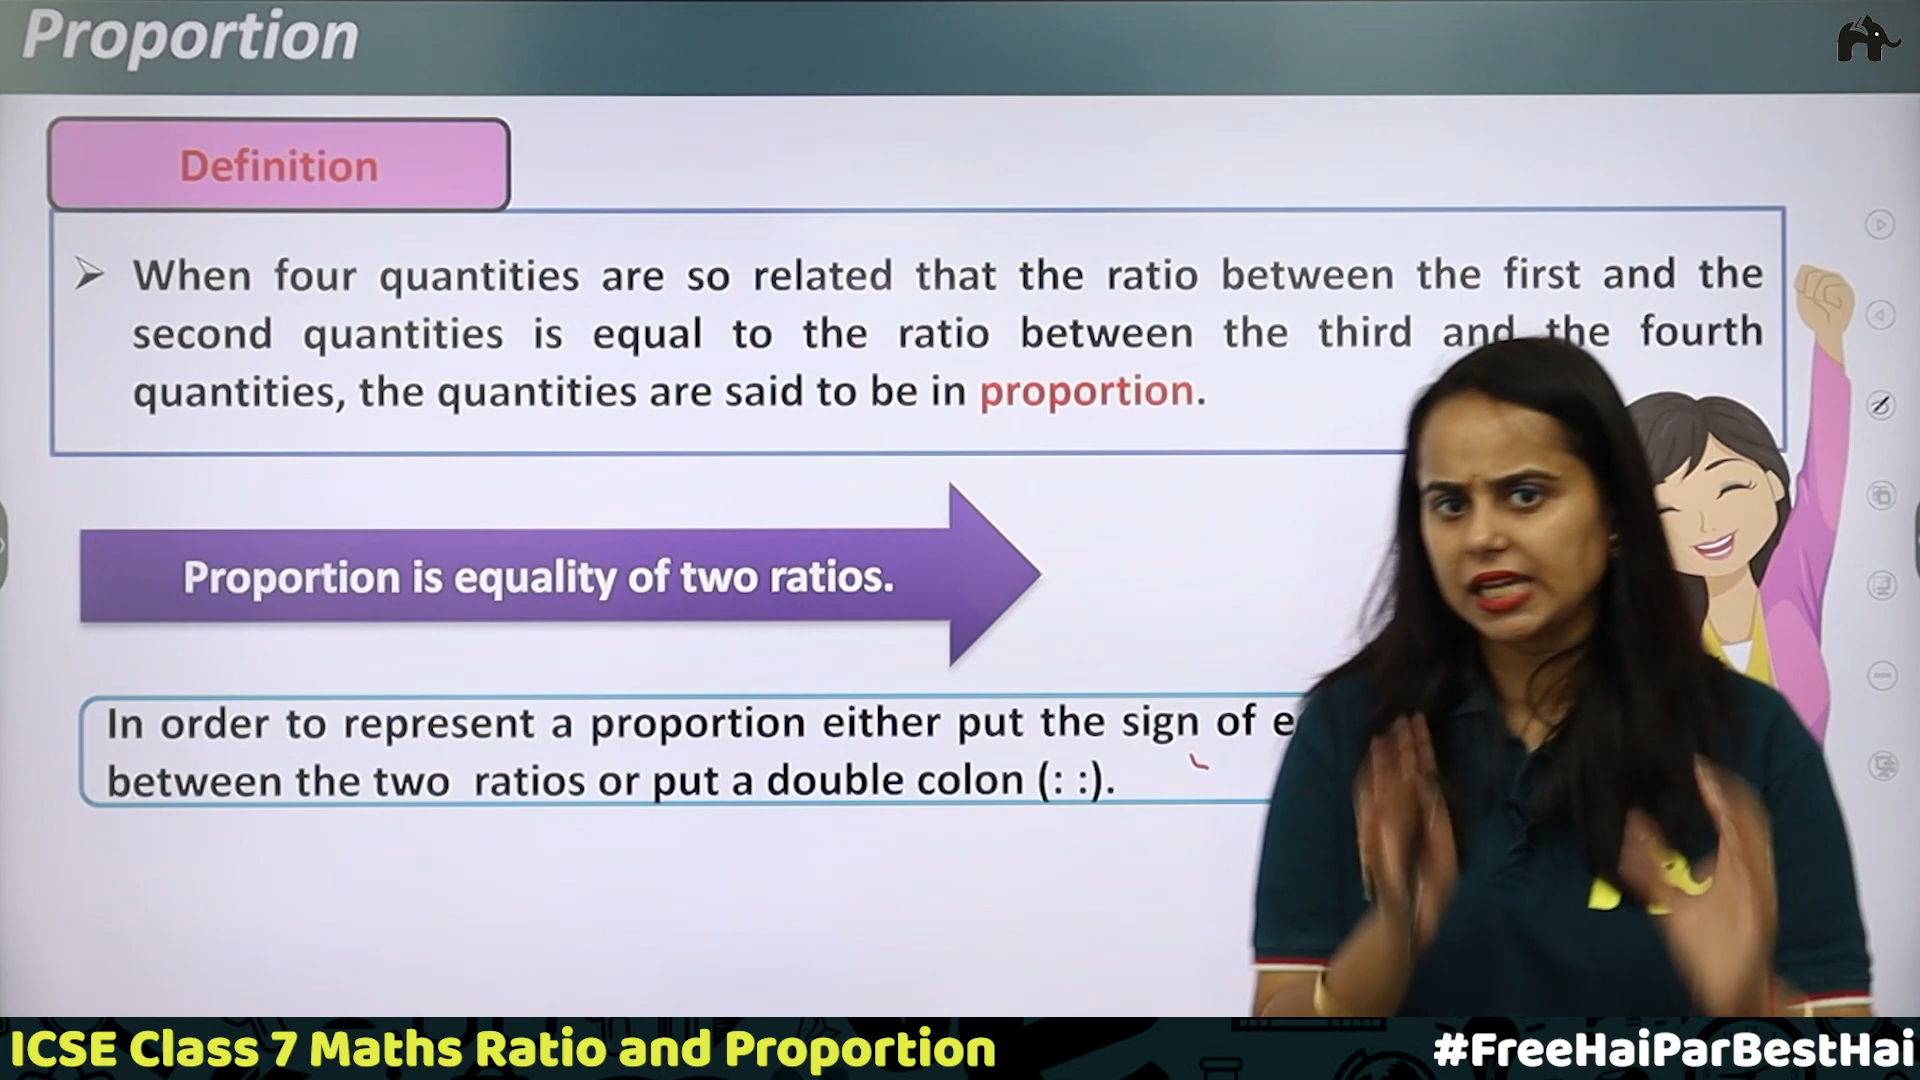 Proportion
Definition
➢ When four quantities are so related that the ratio between the first and the
second quantities is equal to the ratio between the third and the fourth
quantities, the quantities are said to be in proportion.
Proportion is equality of two ratios.
In order to represent a proportion either put the sign of
between the two ratios or put a double colon (: :).
ICSE Class 7 Maths Ratio and Proportion
#FreeHaiParBestHai